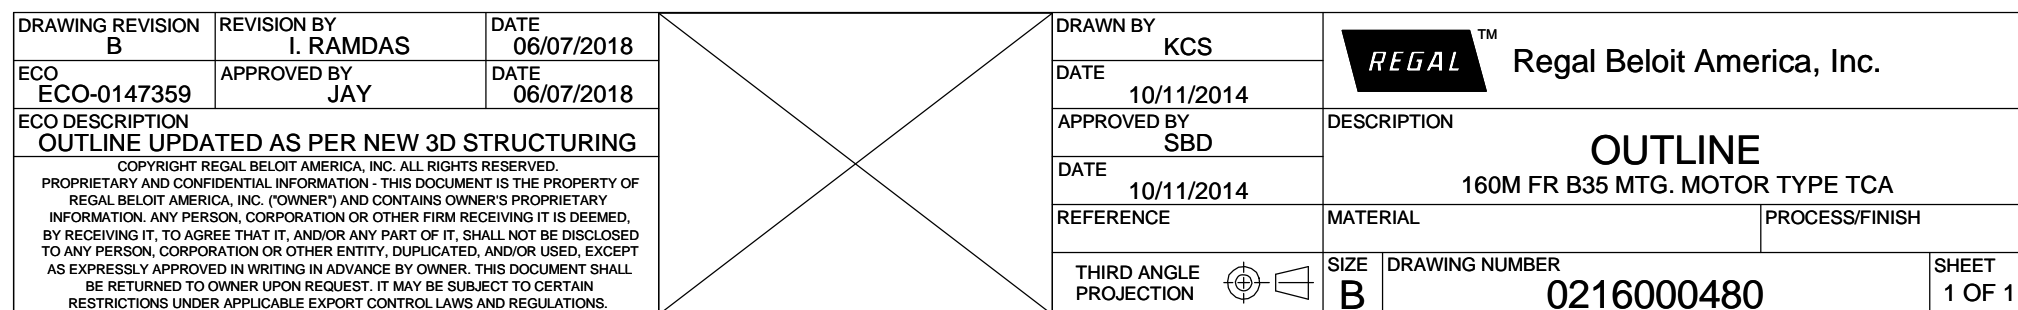 DRAWING REVISION
B
REVISION BY
I. RAMDAS
DATE
06/07/2018
ECO
ECO-0147359
APPROVED BY
JAY
DATE
06/07/2018
ECO DESCRIPTION
OUTLINE UPDATED AS PER NEW 3D STRUCTURING
COPYRIGHT REGAL BELOIT AMERICA, INC. ALL RIGHTS RESERVED.
PROPRIETARY AND CONFIDENTIAL INFORMATION - THIS DOCUMENT IS THE PROPERTY OF
REGAL BELOIT AMERICA, INC. ("OWNER") AND CONTAINS OWNER'S PROPRIETARY
INFORMATION. ANY PERSON, CORPORATION OR OTHER FIRM RECEIVING IT IS DEEMED,
BY RECEIVING IT, TO AGREE THAT IT, AND/OR ANY PART OF IT, SHALL NOT BE DISCLOSED
TO ANY PERSON, CORPORATION OR OTHER ENTITY, DUPLICATED, AND/OR USED, EXCEPT
AS EXPRESSLY APPROVED IN WRITING IN ADVANCE BY OWNER. THIS DOCUMENT SHALL
BE RETURNED TO OWNER UPON REQUEST. IT MAY BE SUBJECT TO CERTAIN
RESTRICTIONS UNDER APPLICABLE EXPORT CONTROL LAWS AND REGULATIONS.
DRAWN BY
KCS
DATE
10/11/2014
APPROVED BY
SBD
DATE
10/11/2014
REFERENCE
THIRD ANGLE
PROJECTION
REGAL TM
Regal Beloit America, Inc.
DESCRIPTION
OUTLINE
160M FR B35 MTG. MOTOR TYPE TCA
MATERIAL
PROCESS/FINISH
SIZE
B
DRAWING NUMBER
0216000480
SHEET
1 OF 1